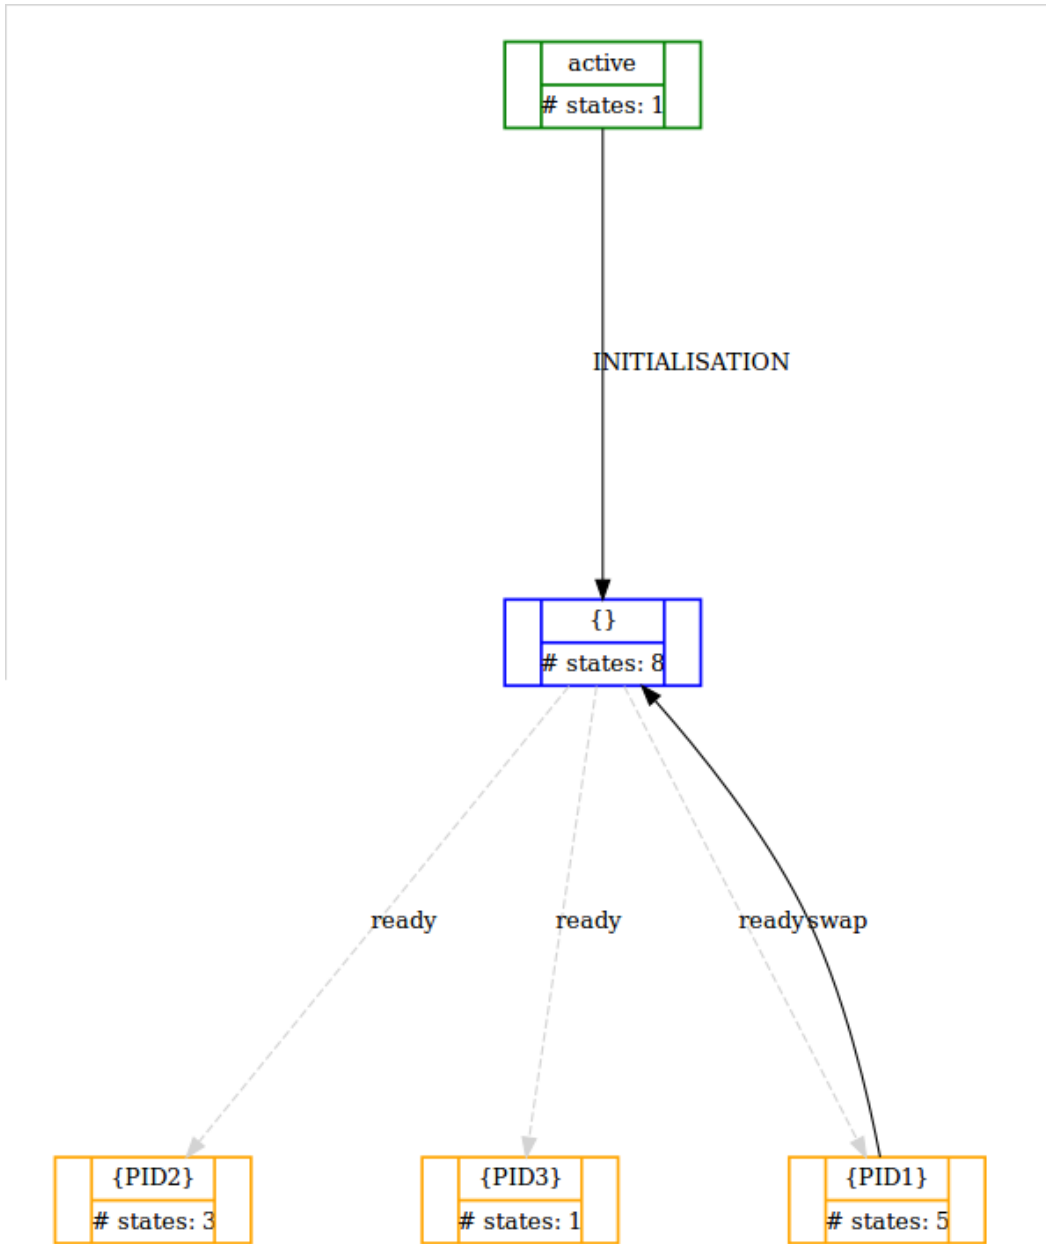 active
# states: 1
INITIALISATION
{}
# states: 8
ready
ready
ready
swap
{PID2}
# states: 3
{PID3}
# states: 1
{PID1}
# states: 5